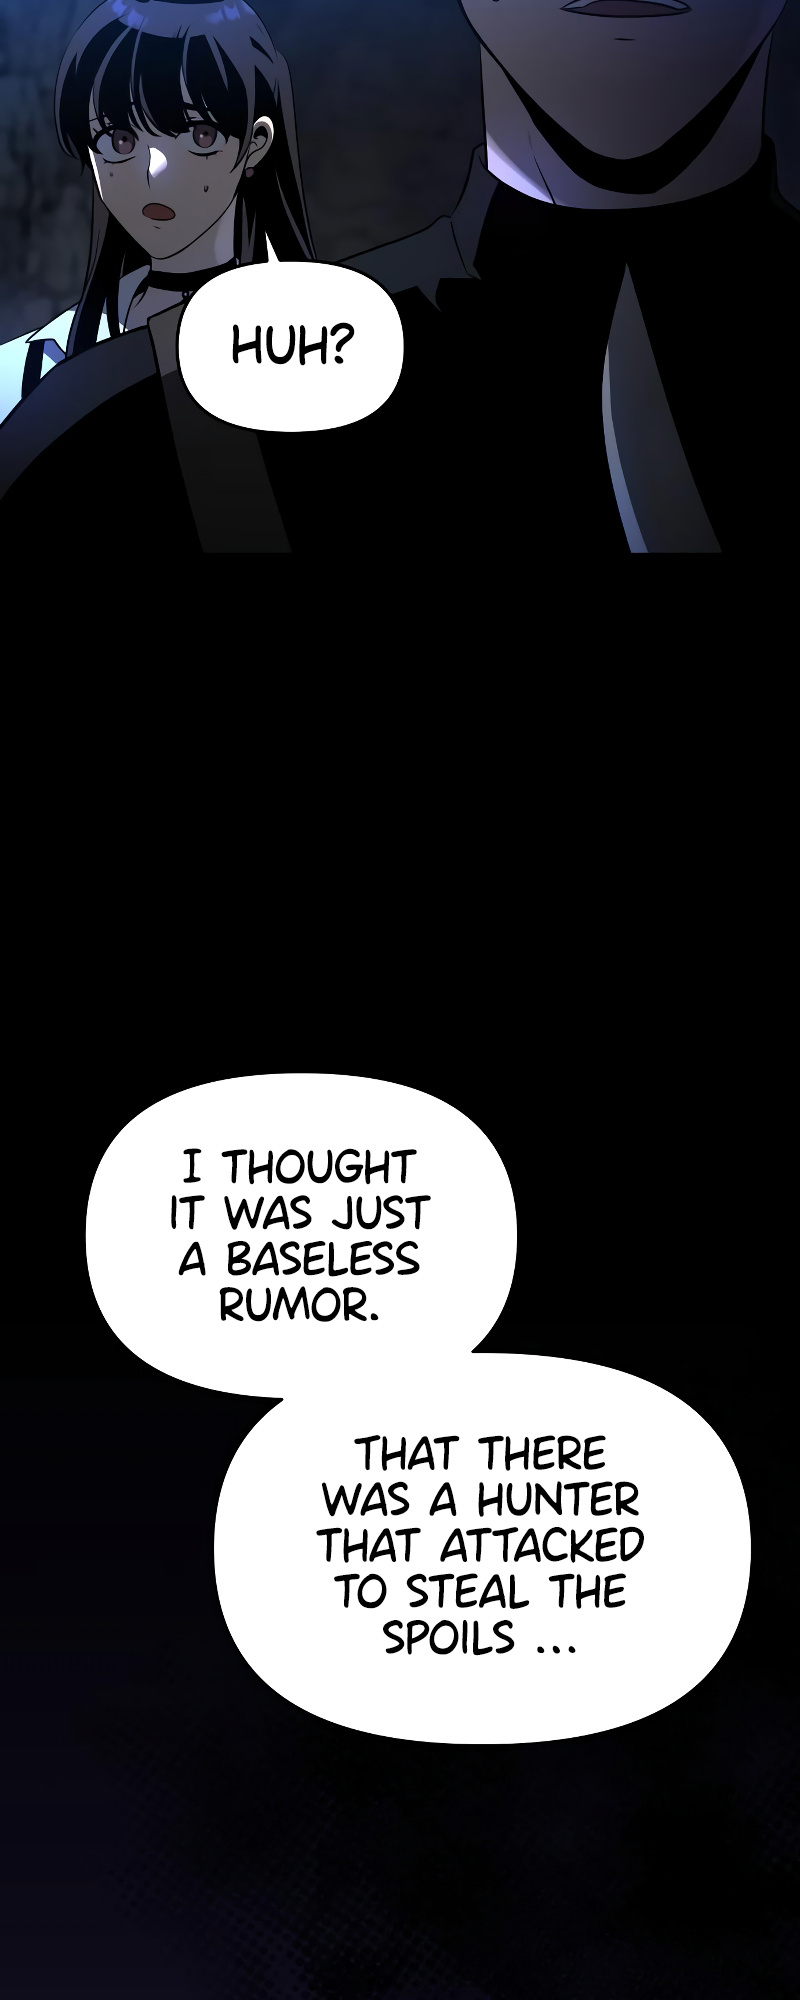 HUH?
I THOUGHT
IT WAS JUST
A BASELESS
RUMOR.
THAT THERE
WAS A HUNTER
THAT ATTACKED
TO STEAL THE
SPOILS ...